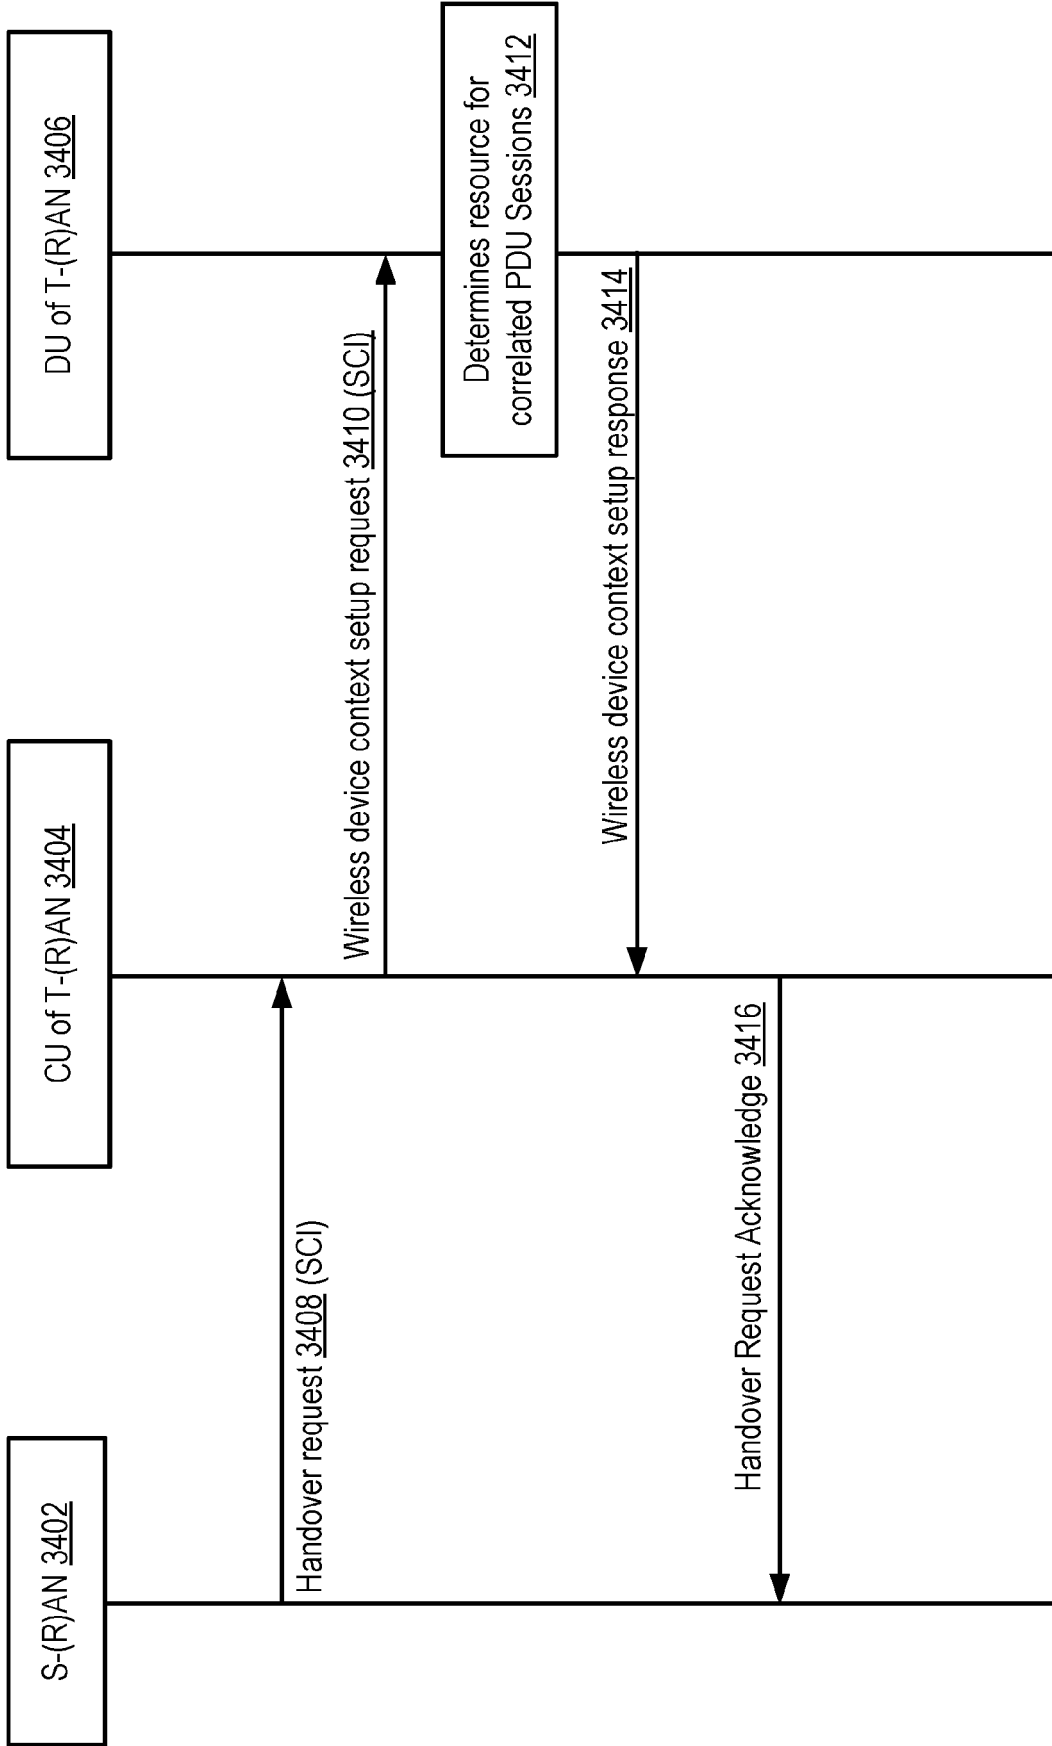 S-(R)AN 3402
CU of T-(R)AN 3404
DU of T-(R)AN 3406
Handover request 3408 (SCI)
Wireless device context setup request 3410 (SCI)
Determines resource for
correlated PDU Sessions 3412
Wireless device context setup response 3414
Handover Request Acknowledge 3416